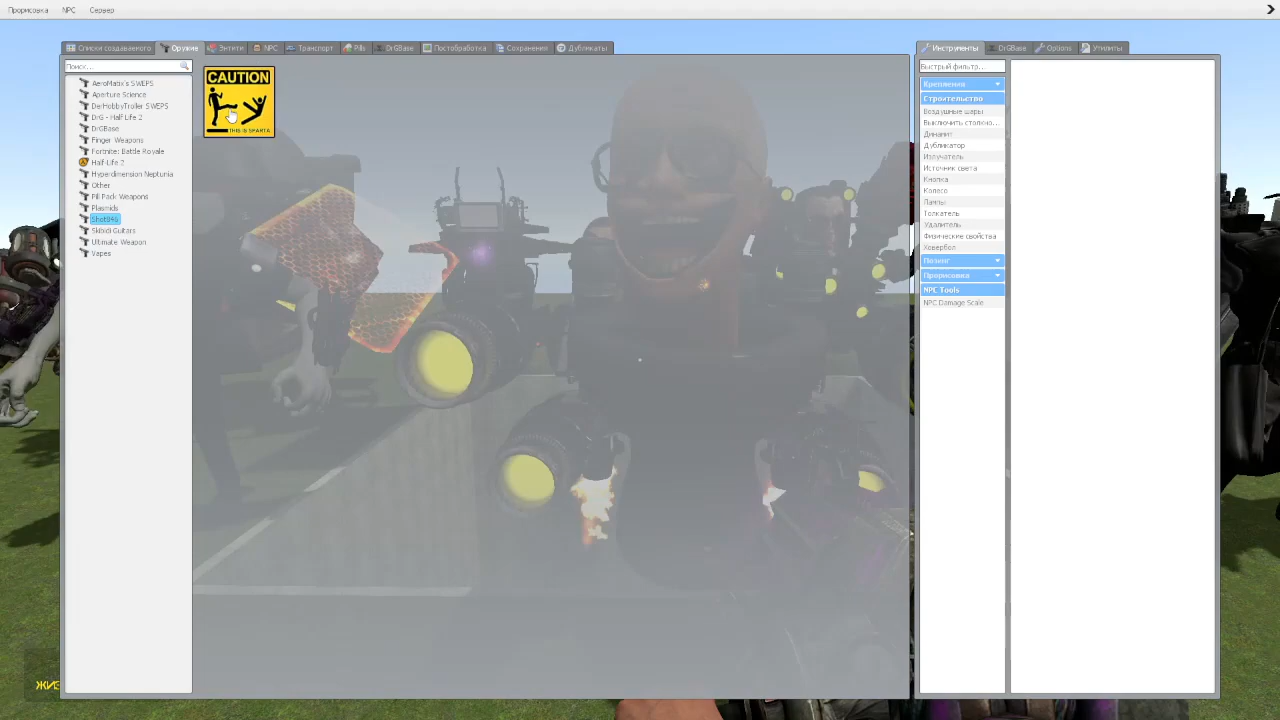 Прорисовка NPC Сервер
Списки создаваемого Оружие Энтети NPC Транспорт Pills DrGBase Постобработка Сохранения Дубликаты
Поиск...
AeroMatix's SWEPS
Aperture Science
DerHobbyTroller SWEPS
DrG - Half Life 2
DrGBase
Finger Weapons
Fortnite: Battle Royale
Half-Life 2
Hyperdimension Neptunia
Other
Pill Pack Weapons
Plasmids
Shot846
Skibidi Guitars
Ultimate Weapon
Vapes
CAUTION
THIS IS SPARTA
Инструменты DrGBase Options Утилиты
Быстрый фильтр...
Крепления
Строительство
Воздушные шары
Выключить столкно...
Динамит
Дубликатор
Излучатель
Источник света
Кнопка
Колесо
Лампы
Толкатель
Удалитель
Физические свойства
Ховербол
Позинг
Прорисовка
NPC Tools
NPC Damage Scale